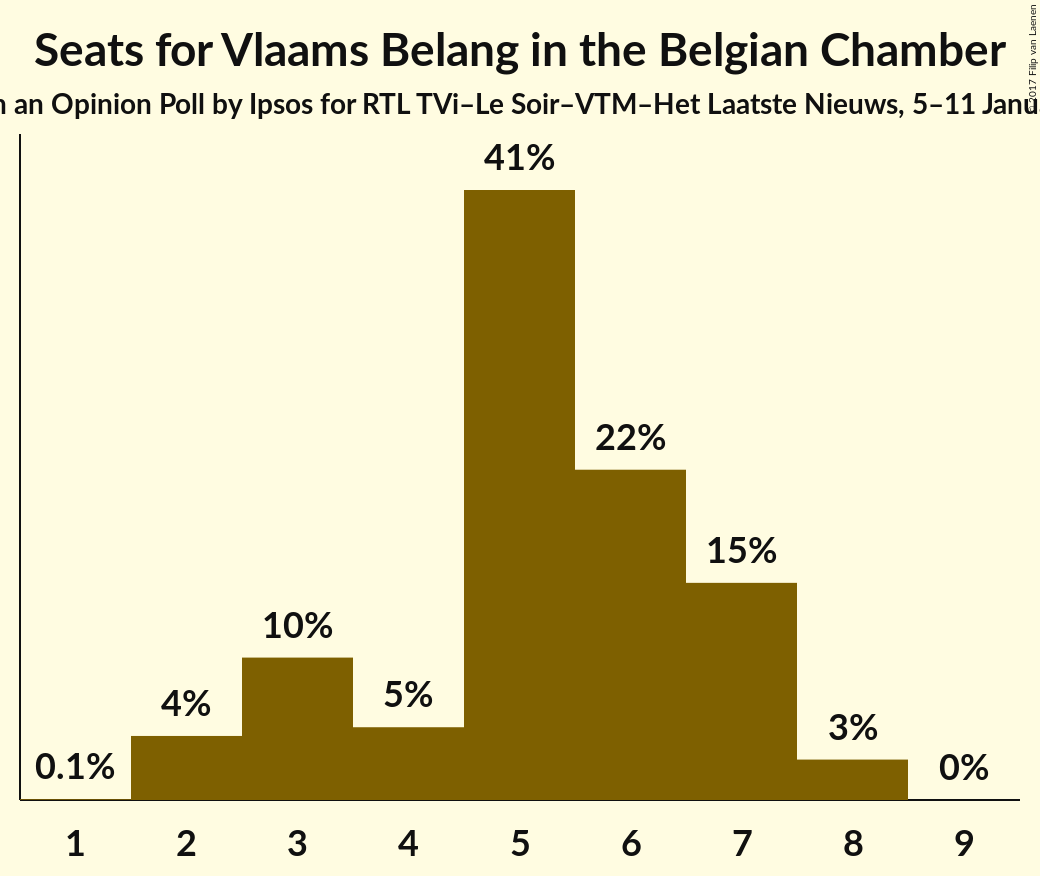 Seats for Vlaams Belang in the Belgian Chamber
an Opinion Poll by Ipsos for RTL TVi–Le Soir–VTM–Het Laatste Nieuws, 5–11
© 2017 Filip van Laenen
41%
22%
15%
10%
5%
4%
3%
0.1%
0%
1 2 3 4 5 6 7 8 9